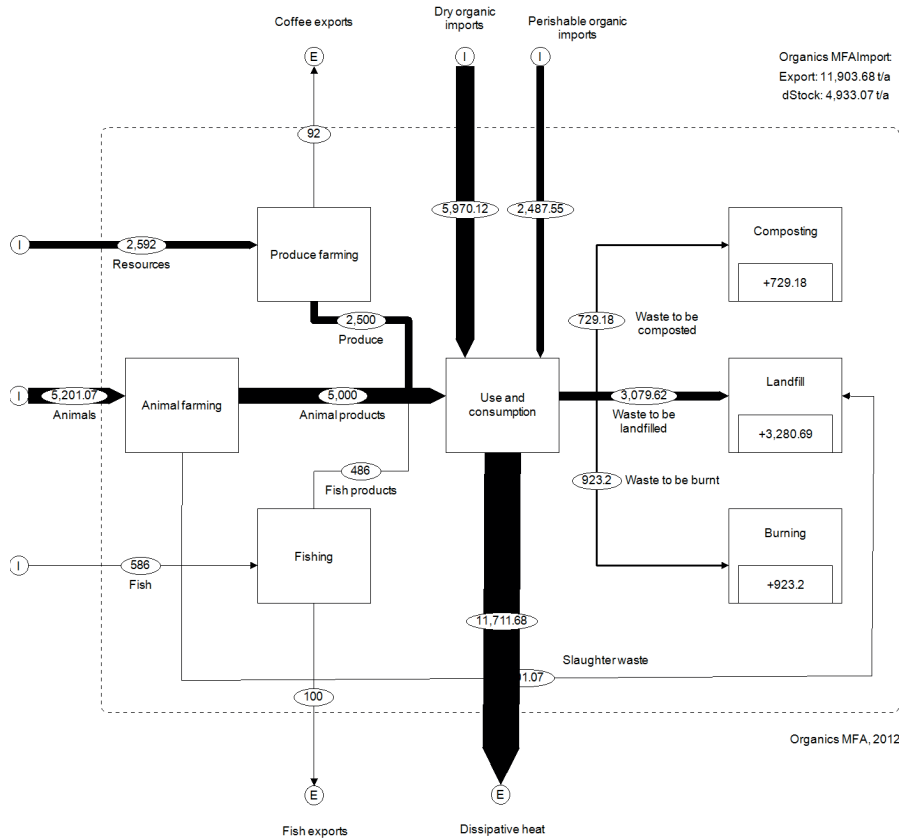 Coffee exports
Dry organic
imports
Perishable organic
imports
E
I
I
Organics MFAImport:
Export: 11,903.68 t/a
dStock: 4,933.07 t/a
92
5,970.12
2,487.55
I
2,592
Resources
Produce farming
Composting
+729.18
2,500
Produce
729.18
Waste to be
composted
I
5,201.07
Animals
Animal farming
5,000
Animal products
Use and
consumption
3,079.62
Waste to be
landfilled
Landfill
+3,280.69
486
Fish products
923.2
Waste to be burnt
I
586
Fish
Fishing
Burning
+923.2
11,711.68
Slaughter waste
01.07
100
Organics MFA, 2012
E
E
Fish exports
Dissipative heat